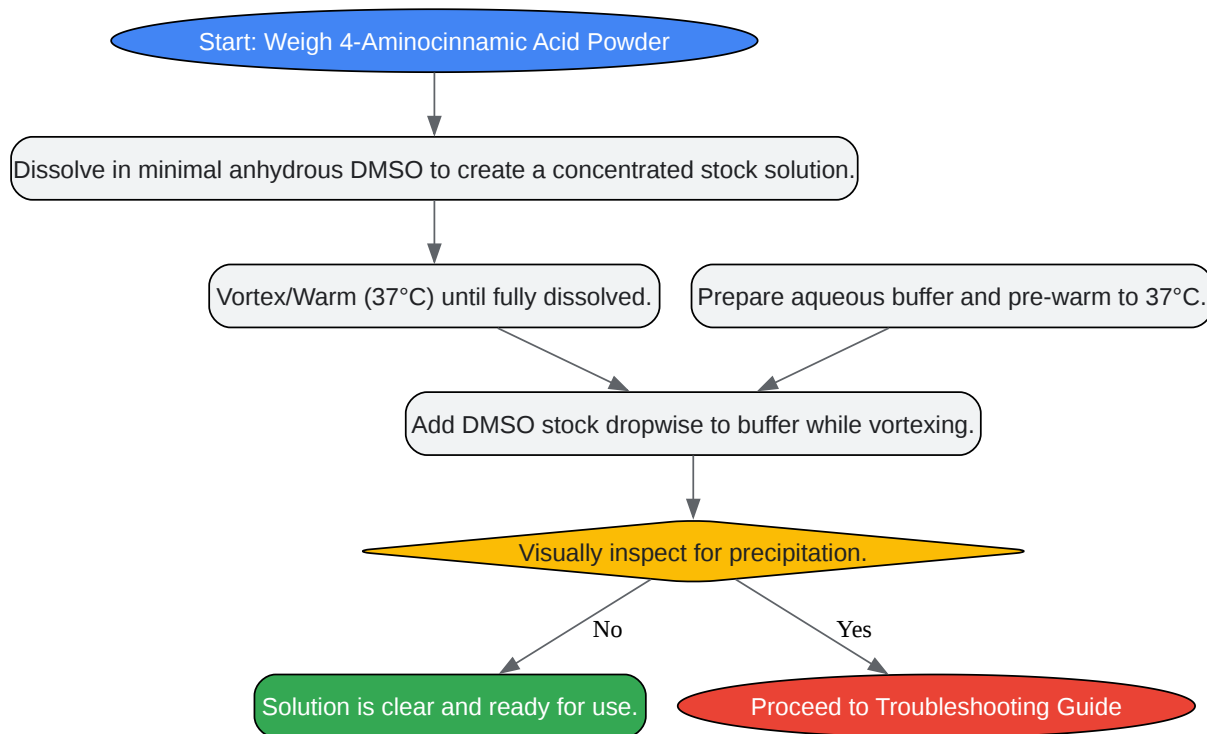 Start: Weigh 4-Aminocinnamic Acid Powder
Dissolve in minimal anhydrous DMSO to create a concentrated stock solution.
Vortex/Warm (37°C) until fully dissolved.
Prepare aqueous buffer and pre-warm to 37°C.
Add DMSO stock dropwise to buffer while vortexing.
Visually inspect for precipitation.
No
Yes
Solution is clear and ready for use.
Proceed to Troubleshooting Guide